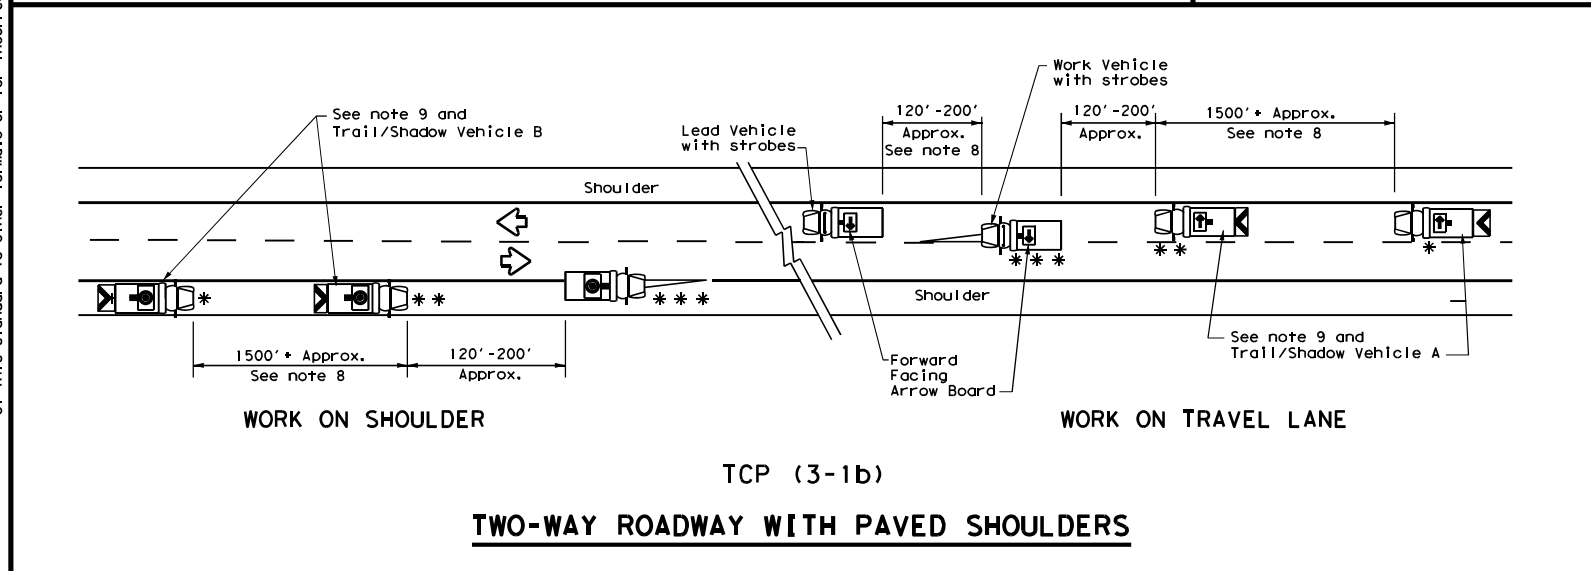 Work Vehicle
with strobes
See note 9 and
Trail/Shadow Vehicle B
Lead Vehicle
with strobes
120'-200'
Approx.
See note 8
120'-200'
Approx.
1500'+ Approx.
See note 8
Shoulder
* * *
* *
*
*
* *
* * *
Shoulder
1500'+ Approx.
See note 8
120'-200'
Approx.
Forward
Facing
Arrow Board
See note 9 and
Trail/Shadow Vehicle A
WORK ON SHOULDER
WORK ON TRAVEL LANE
TCP (3-1b)
TWO-WAY ROADWAY WITH PAVED SHOULDERS